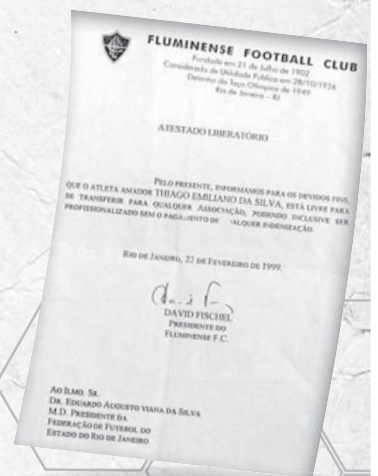 FLUMINENSE FOOTBALL CLUB
Fundado em 21 de Julho de 1902
Considerado de Utilidade Pública em 28/10/1926
Detentor da Taça Olímpica de 1949
Rio de Janeiro - RJ
ATESTADO LIBERATÓRIO
PELO PRESENTE, INFORMAMOS PARA OS DEVIDOS FINS,
QUE O ATLETA AMADOR THIAGO EMILIANO DA SILVA, ESTÁ LIVRE PARA
SE TRANSFERIR PARA QUALQUER ASSOCIAÇÃO, PODENDO INCLUSIVE SER
PROFISSIONALIZADO SEM O PAGAMENTO DE QUALQUER INDENIZAÇÃO.
RIO DE JANEIRO, 22 DE FEVEREIRO DE 1999.
DAVID FISCHEL
PRESIDENTE DO
FLUMINENSE F.C.
AO ILMO. SR.
DR. EDUARDO AUGUSTO VIANA DA SILVA
M.D. PRESIDENTE DA
FEDERAÇÃO DE FUTEBOL DO
ESTADO DO RIO DE JANEIRO